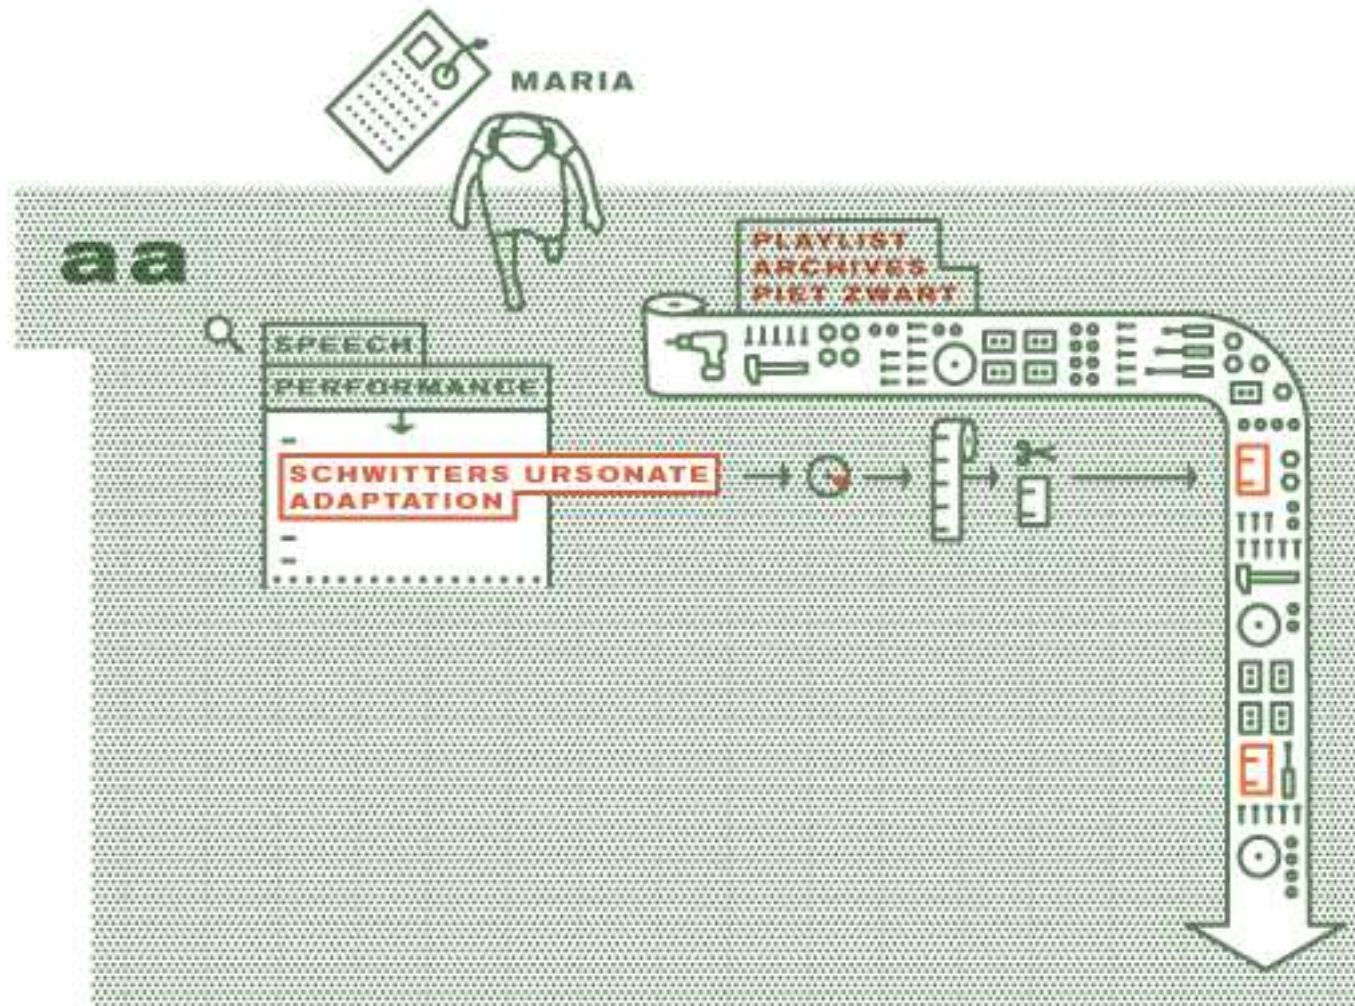 MARIA
aa
PLAYLIST
ARCHIVES
PIET ZWART
SPEECH
PERFORMANCE
SCHWITTERS URSONATE
ADAPTATION